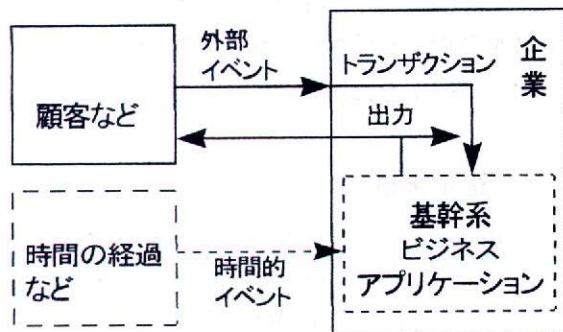 外部
イベント
顧客など
トランザクション
企
業
出力
時間の経過
など
時間的
イベント
基幹系
ビジネス
アプリケーション